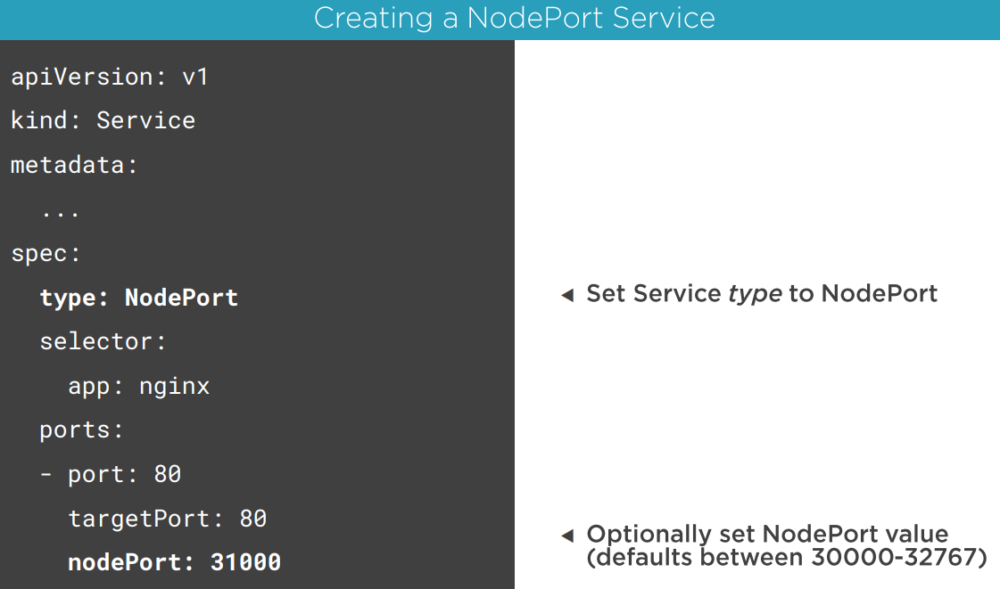 Creating a NodePort Service
apiVersion: v1
kind: Service
metadata:
  ...
spec:
  type: NodePort
  selector:
    app: nginx
  ports:
  - port: 80
    targetPort: 80
    nodePort: 31000
◄ Set Service type to NodePort
◄ Optionally set NodePort value
(defaults between 30000-32767)